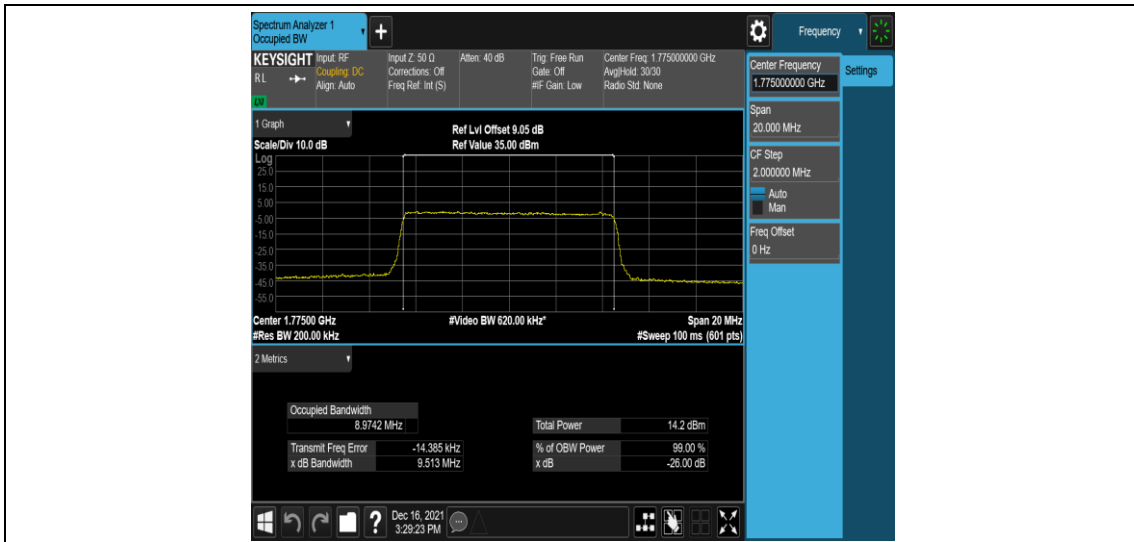 Spectrum Analyzer 1
Occupied BW
+
Frequency
KEYSIGHT
RL
LXI
Input: RF
Coupling: DC
Align: Auto
Input Z: 50 Ω
Corrections: Off
Freq Ref: Int (S)
Atten: 40 dB
Trig: Free Run
Gate: Off
#IF Gain: Low
Center Freq: 1.775000000 GHz
Avg|Hold: 30/30
Radio Std: None
Center Frequency
1.775000000 GHz
Settings
Span
20.000 MHz
CF Step
2.000000 MHz
Auto
Man
Freq Offset
0 Hz
1 Graph
Scale/Div 10.0 dB
Ref Lvl Offset 9.05 dB
Ref Value 35.00 dBm
Log
25.0
15.0
5.00
-5.00
-15.0
-25.0
-35.0
-45.0
-55.0
Center 1.77500 GHz
#Video BW 620.00 kHz*
Span 20 MHz
#Res BW 200.00 kHz
#Sweep 100 ms (601 pts)
2 Metrics
Occupied Bandwidth
8.9742 MHz
Total Power 14.2 dBm
Transmit Freq Error -14.385 kHz
% of OBW Power 99.00 %
x dB Bandwidth 9.513 MHz
x dB -26.00 dB
?
Dec 16, 2021
3:29:23 PM